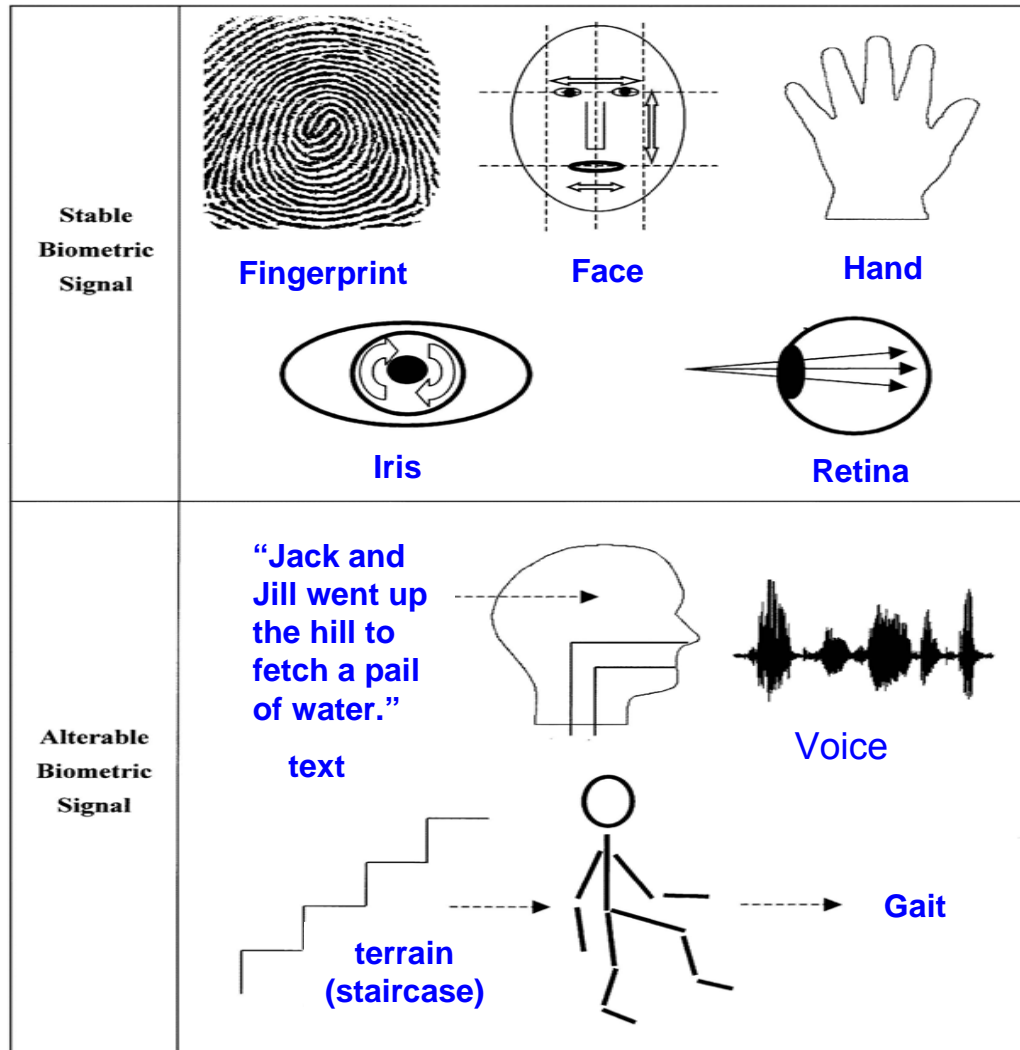 Stable
Biometric
Signal
Fingerprint
Face
Hand
Iris
Retina
Alterable
Biometric
Signal
“Jack and
Jill went up
the hill to
fetch a pail
of water.”
text
Voice
terrain
(staircase)
Gait